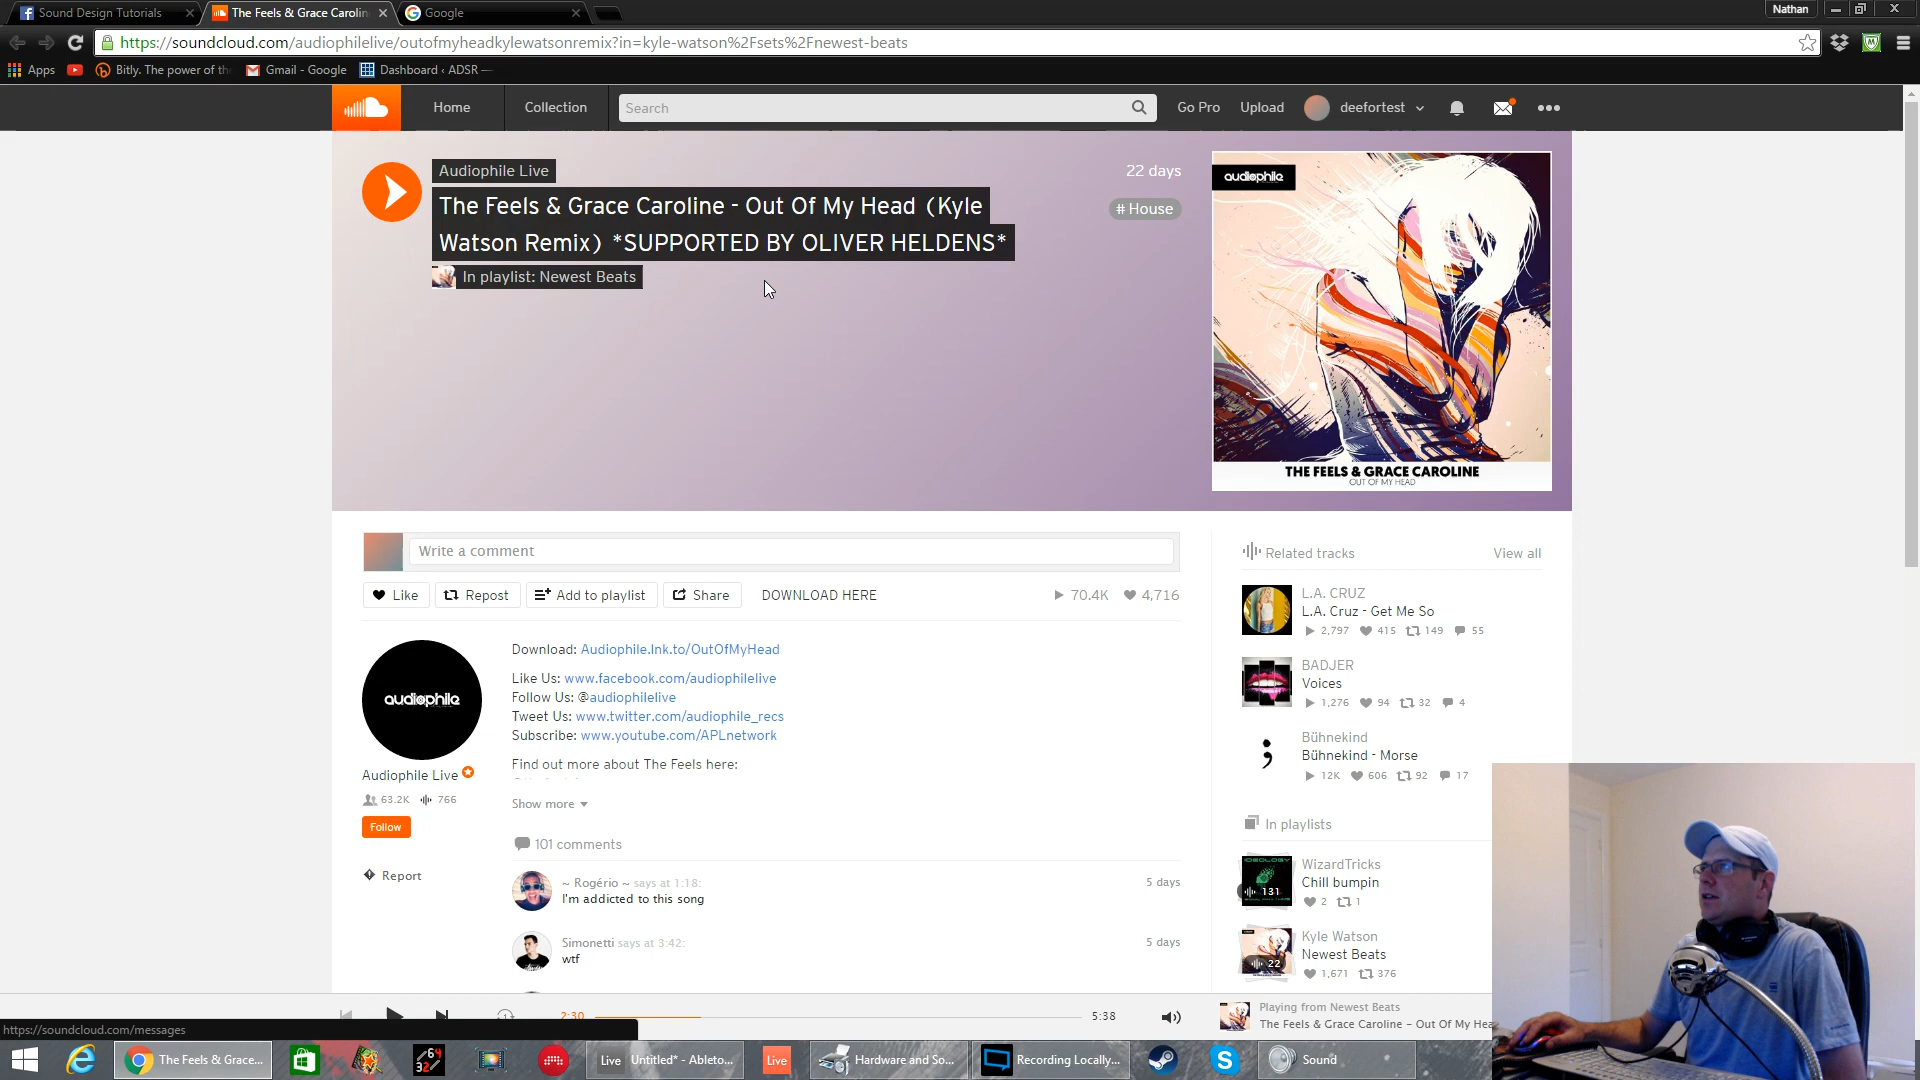 Sound Design Tutorials
The Feels & Grace Carolin
Google
Nathan
https://soundcloud.com/audiophilelive/outofmyheadkylewatsonremix?in=kyle-watson%2Fsets%2Fnewest-beats
Apps
Bitly. The power of the
Gmail - Google
Dashboard ‹ ADSR —
Home
Collection
Search
Go Pro
Upload
deefortest
Audiophile Live
22 days
The Feels & Grace Caroline - Out Of My Head (Kyle
Watson Remix) *SUPPORTED BY OLIVER HELDENS*
# House
In playlist: Newest Beats
audiophile
THE FEELS & GRACE CAROLINE
OUT OF MY HEAD
Write a comment
Like
Repost
Add to playlist
Share
DOWNLOAD HERE
70.4K
4,716
audiophile
Audiophile Live
63.2K 766
Follow
Report
Download: Audiophile.lnk.to/OutOfMyHead
Like Us: www.facebook.com/audiophilelive
Follow Us: @audiophilelive
Tweet Us: www.twitter.com/audiophile_recs
Subscribe: www.youtube.com/APLnetwork
Find out more about The Feels here:
Show more
101 comments
~ Rogério ~ says at 1:18:
5 days
I'm addicted to this song
Simonetti says at 3:42:
5 days
wtf
Related tracks
View all
L.A. CRUZ
L.A. Cruz - Get Me So
2,797 415 149 55
BADJER
Voices
1,276 94 32 4
Bühnekind
Bühnekind - Morse
12K 606 92 17
In playlists
WizardTricks
Chill bumpin
131
2 1
Kyle Watson
Newest Beats
22
1,671 376
2:30
5:38
Playing from Newest Beats
The Feels & Grace Caroline – Out Of My Hea
https://soundcloud.com/messages
The Feels & Grace...
64
32
Live
Untitled* - Ableto...
Live
Hardware and So...
Recording Locally...
Sound